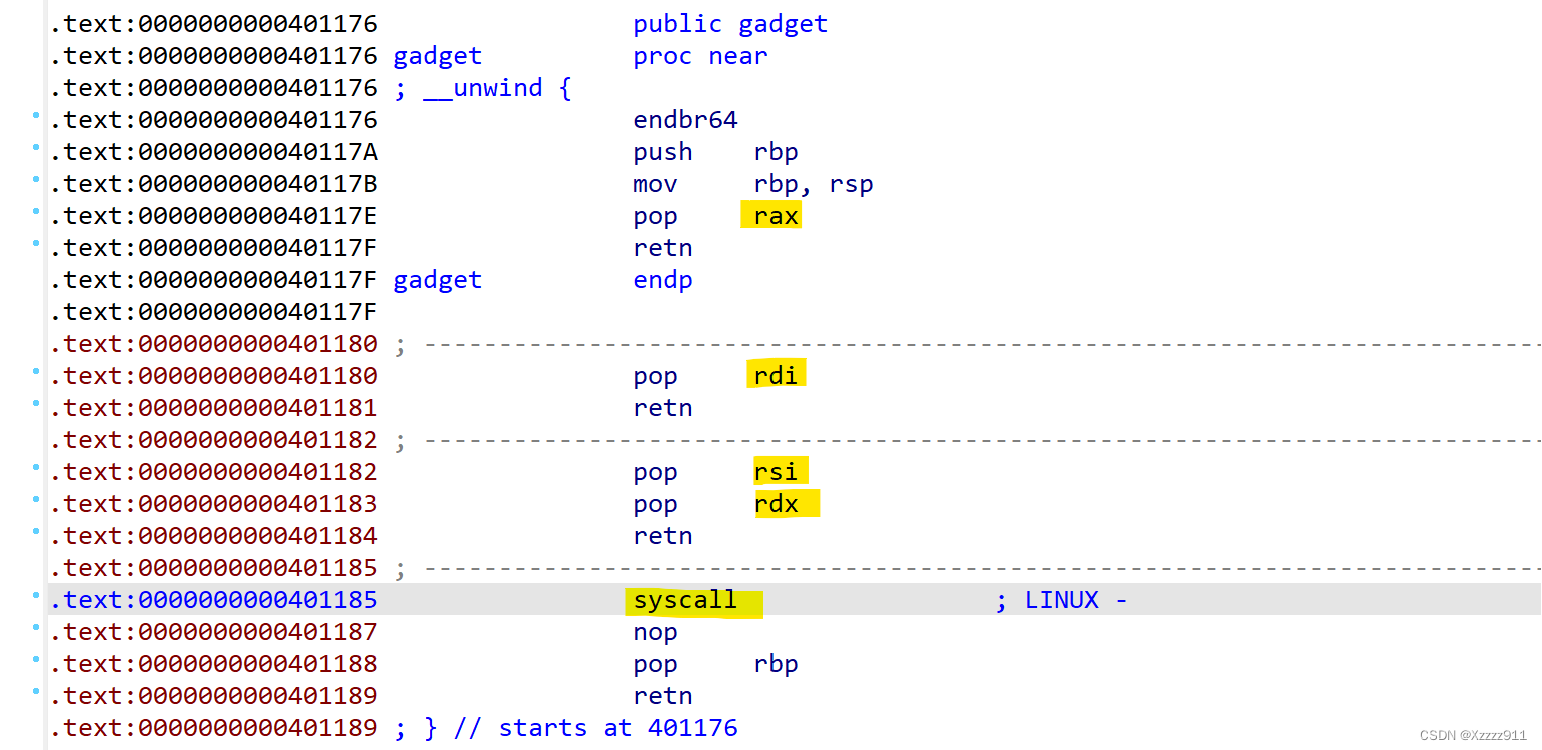 .text:0000000000401176 public gadget
.text:0000000000401176 gadget proc near
.text:0000000000401176 ; __unwind {
.text:0000000000401176 endbr64
.text:000000000040117A push rbp
.text:000000000040117B mov rbp, rsp
.text:000000000040117E pop rax
.text:000000000040117F retn
.text:000000000040117F gadget endp
.text:000000000040117F
.text:0000000000401180 ; ---------------------------------------------------------------------------
.text:0000000000401180 pop rdi
.text:0000000000401181 retn
.text:0000000000401182 ; ---------------------------------------------------------------------------
.text:0000000000401182 pop rsi
.text:0000000000401183 pop rdx
.text:0000000000401184 retn
.text:0000000000401185 ; ---------------------------------------------------------------------------
.text:0000000000401185 syscall ; LINUX -
.text:0000000000401187 nop
.text:0000000000401188 pop rbp
.text:0000000000401189 retn
.text:0000000000401189 ; } // starts at 401176
CSDN @Xzzzz911